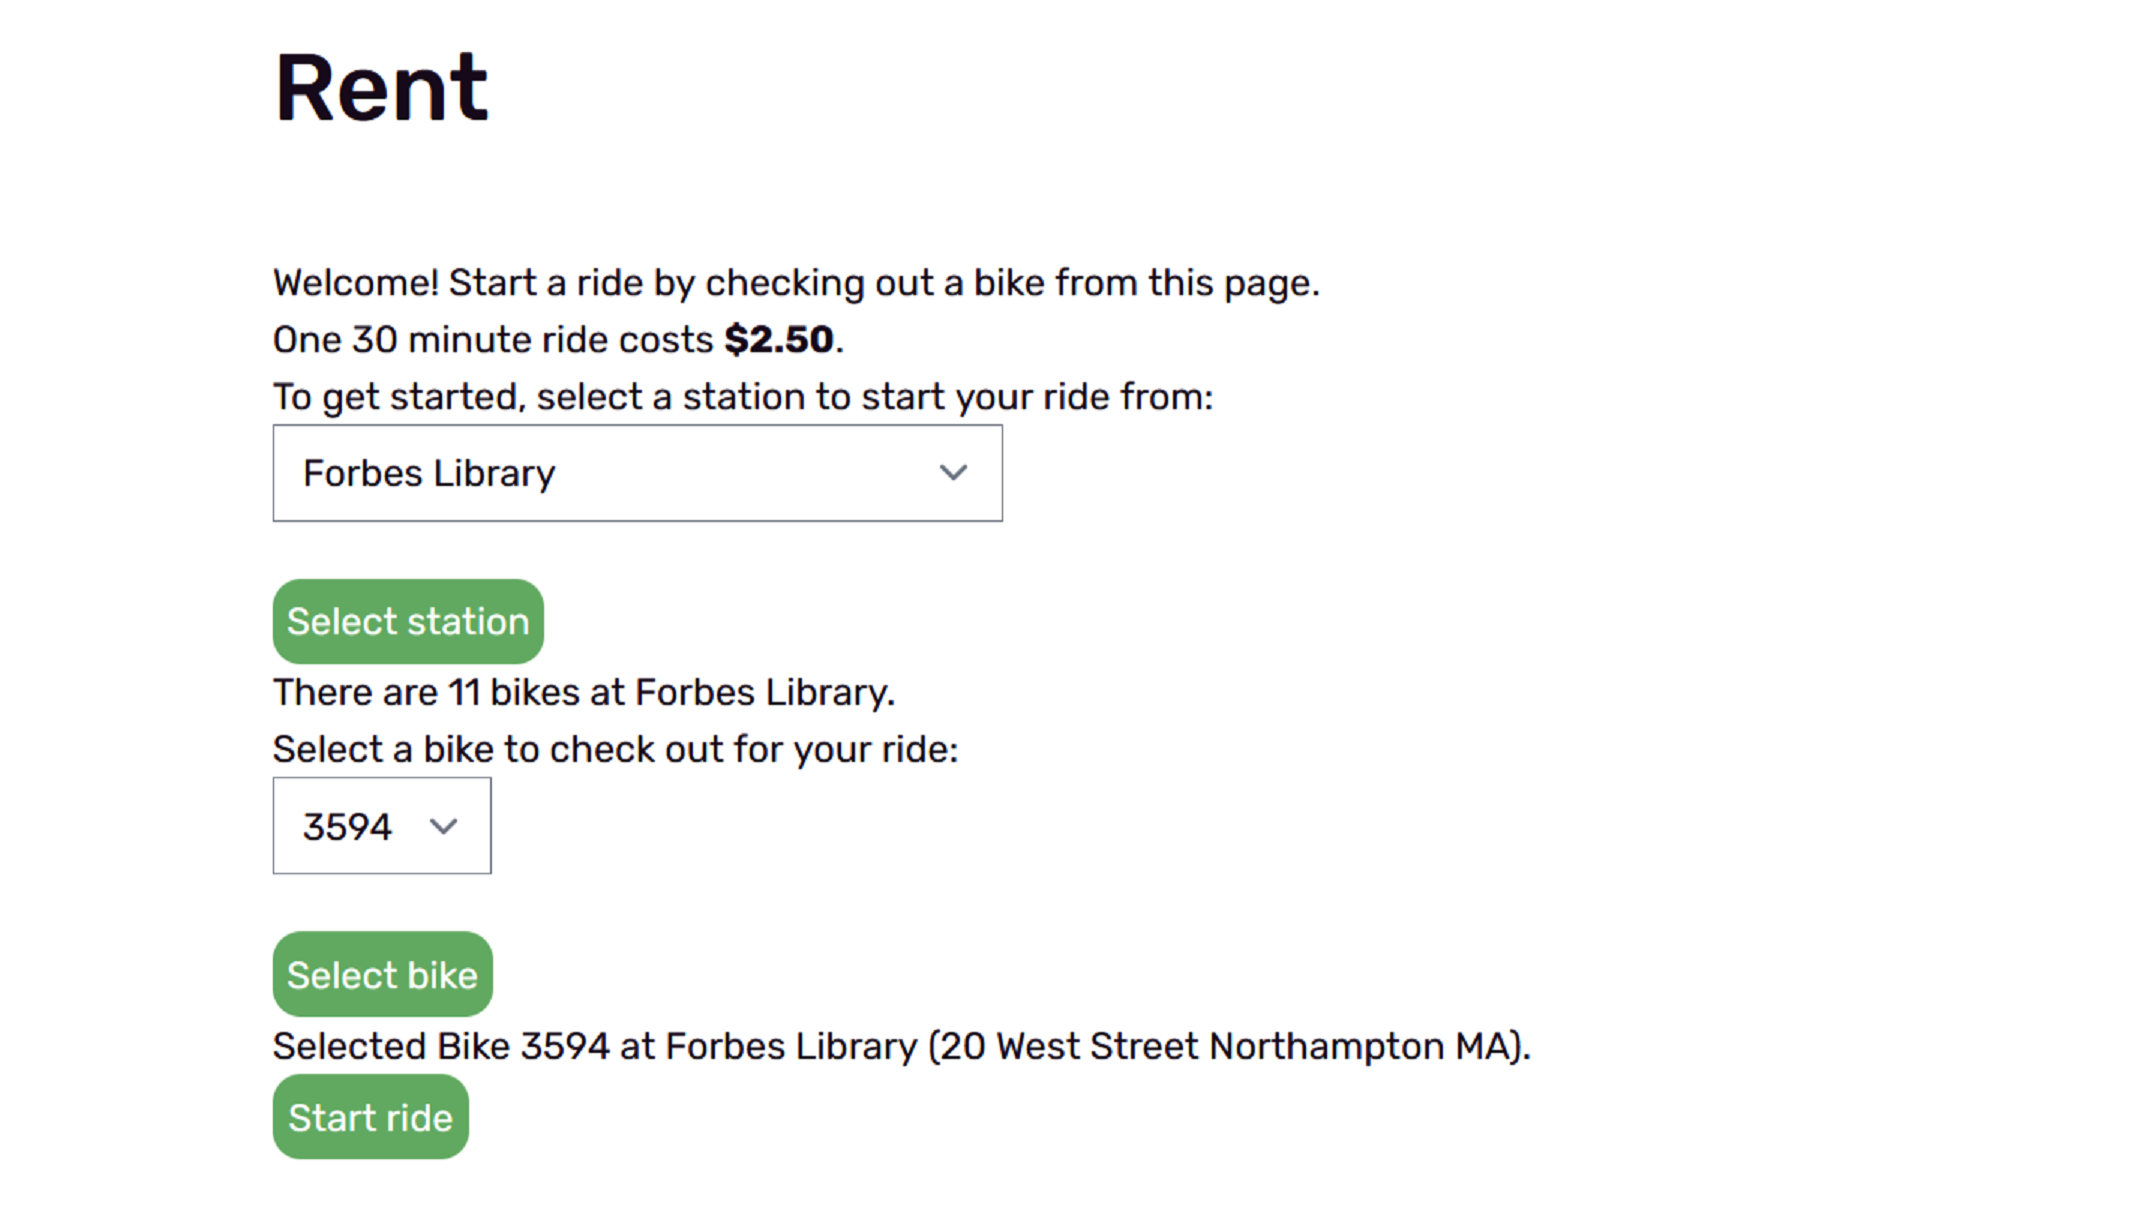 Rent
Welcome! Start a ride by checking out a bike from this page.
One 30 minute ride costs $2.50.
To get started, select a station to start your ride from:
Forbes Library
Select station
There are 11 bikes at Forbes Library.
Select a bike to check out for your ride:
3594
Select bike
Selected Bike 3594 at Forbes Library (20 West Street Northampton MA).
Start ride